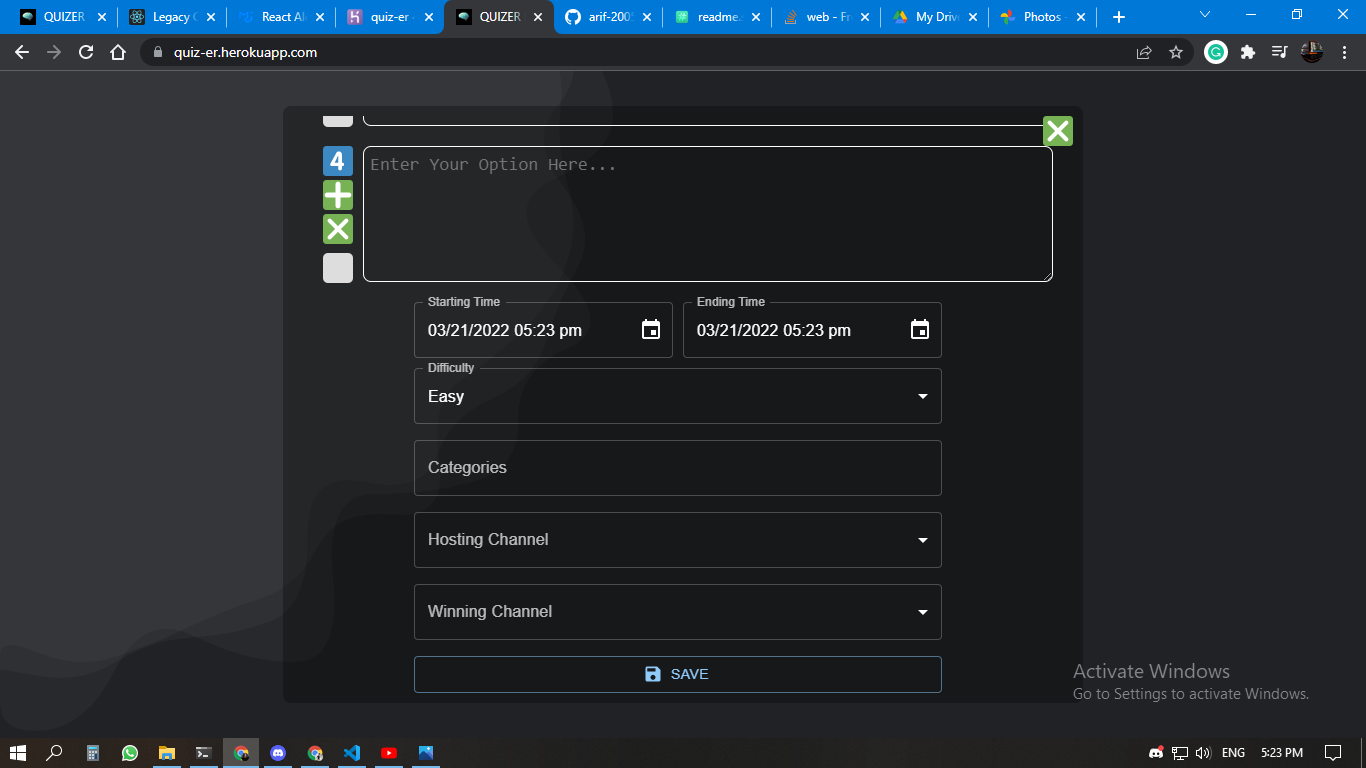 QUIZER
Legacy
React Al
quiz-er
QUIZER
arif-200
readme.
web - Fr
My Driv
Photos
quiz-er.herokuapp.com
4
Enter Your Option Here...
Starting Time
Ending Time
03/21/2022 05:23 pm
03/21/2022 05:23 pm
Difficulty
Easy
Categories
Hosting Channel
Winning Channel
SAVE
Activate Windows
Go to Settings to activate Windows.
ENG
5:23 PM